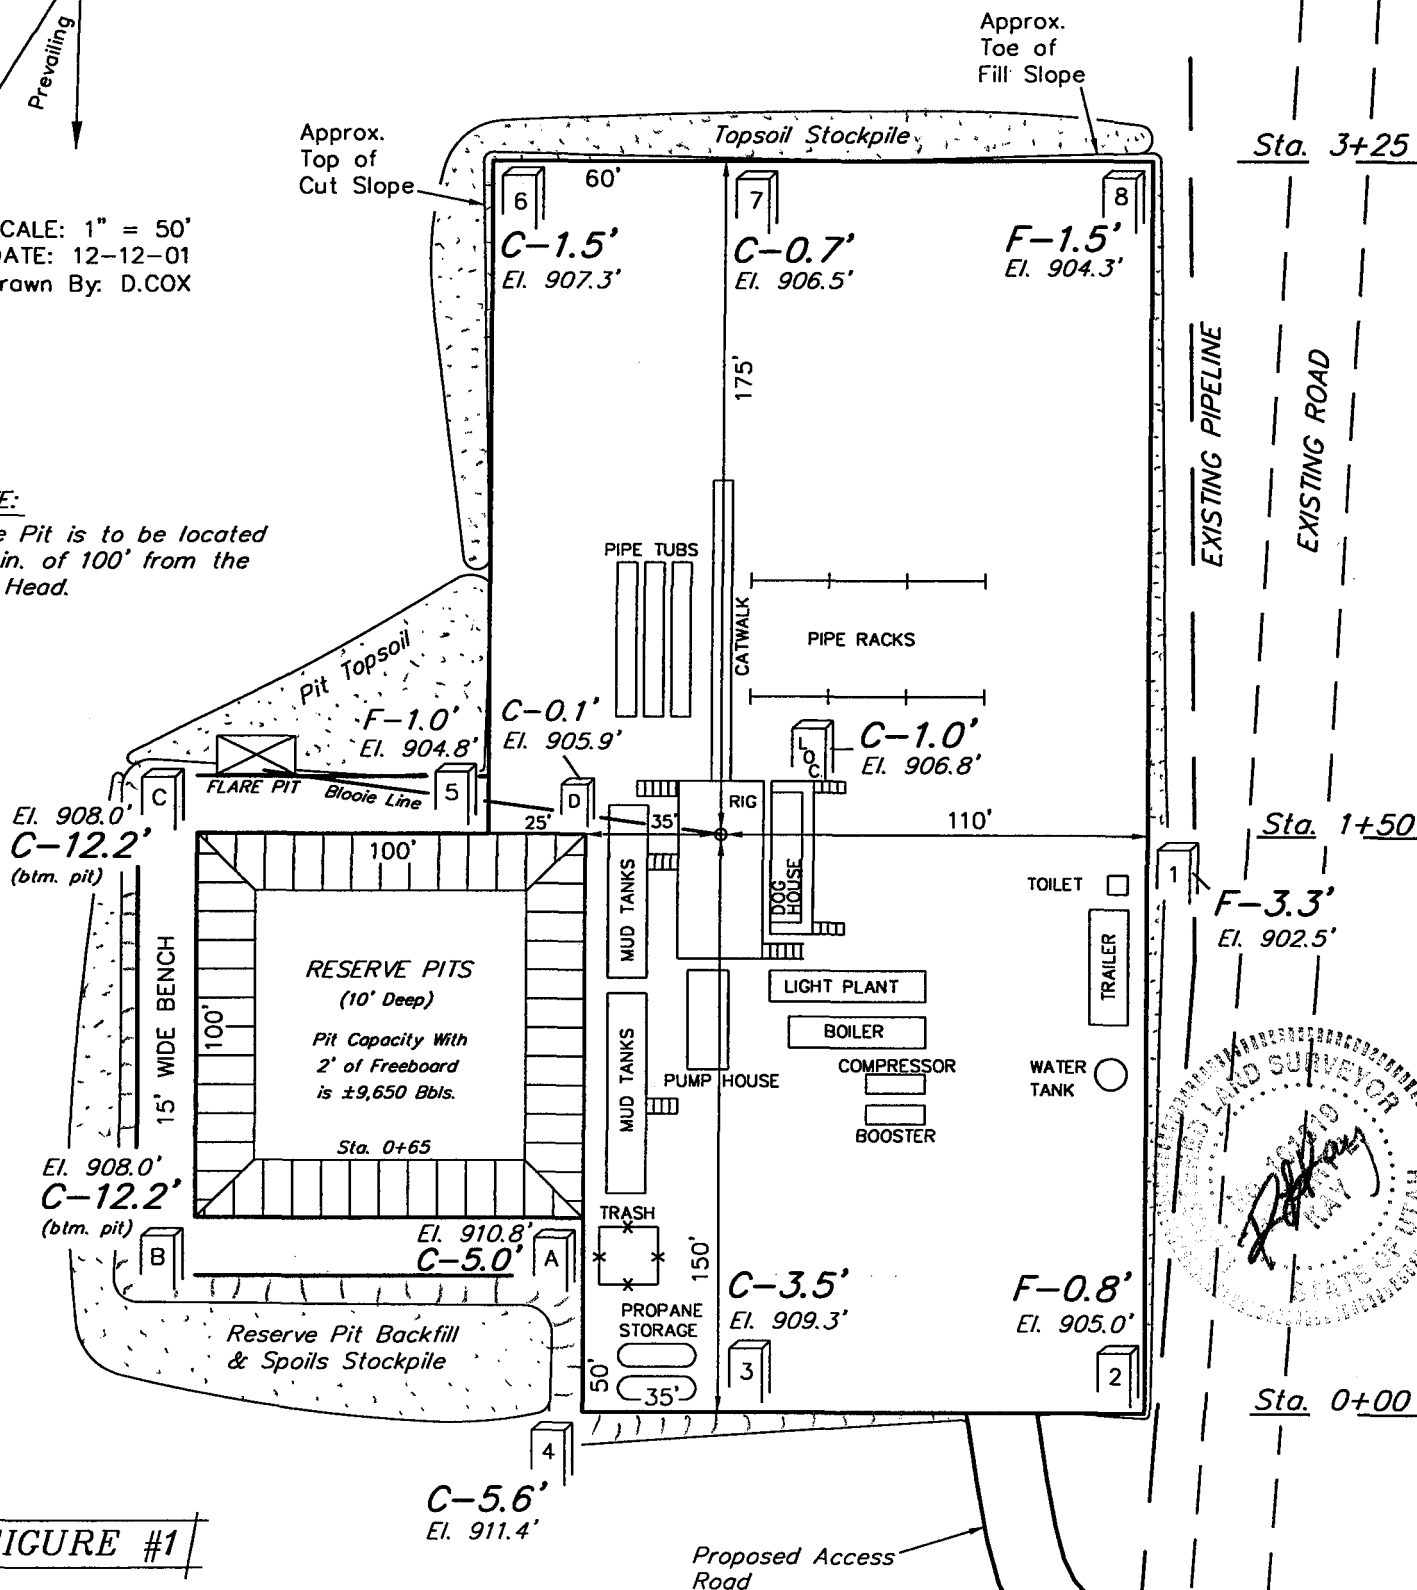 Prevailing
Approx.
Toe of
Fill Slope
Approx.
Top of
Cut Slope
Topsoil Stockpile
Sta. 3+25
CALE: 1" = 50'
DATE: 12-12-01
rawn By: D.COX
6
60'
7
8
C-1.5'
El. 907.3'
C-0.7'
El. 906.5'
F-1.5'
El. 904.3'
175'
EXISTING PIPELINE
EXISTING ROAD
E:
e Pit is to be located
in. of 100' from the
Head.
PIPE TUBS
CATWALK
PIPE RACKS
Pit Topsoil
F-1.0'
El. 904.8'
C-0.1'
El. 905.9'
LOC.
C-1.0'
El. 906.8'
C
FLARE PIT
Blooie Line
5
D
RIG
El. 908.0'
C-12.2'
(btm. pit)
100'
25'
35'
110'
Sta. 1+50
MUD TANKS
DOG HOUSE
TOILET
1
F-3.3'
El. 902.5'
TRAILER
15' WIDE BENCH
100'
RESERVE PITS
(10' Deep)
Pit Capacity With
2' of Freeboard
is ±9,650 Bbls.
Sta. 0+65
LIGHT PLANT
BOILER
MUD TANKS
PUMP HOUSE
COMPRESSOR
BOOSTER
WATER
TANK
LAND SURVEYOR
KAY
STATE OF UTAH
El. 908.0'
C-12.2'
(btm. pit)
B
El. 910.8'
C-5.0'
A
TRASH
150'
C-3.5'
El. 909.3'
F-0.8'
El. 905.0'
PROPANE
STORAGE
Reserve Pit Backfill
& Spoils Stockpile
50'
35'
3
2
Sta. 0+00
4
C-5.6'
El. 911.4'
FIGURE #1
Proposed Access
Road